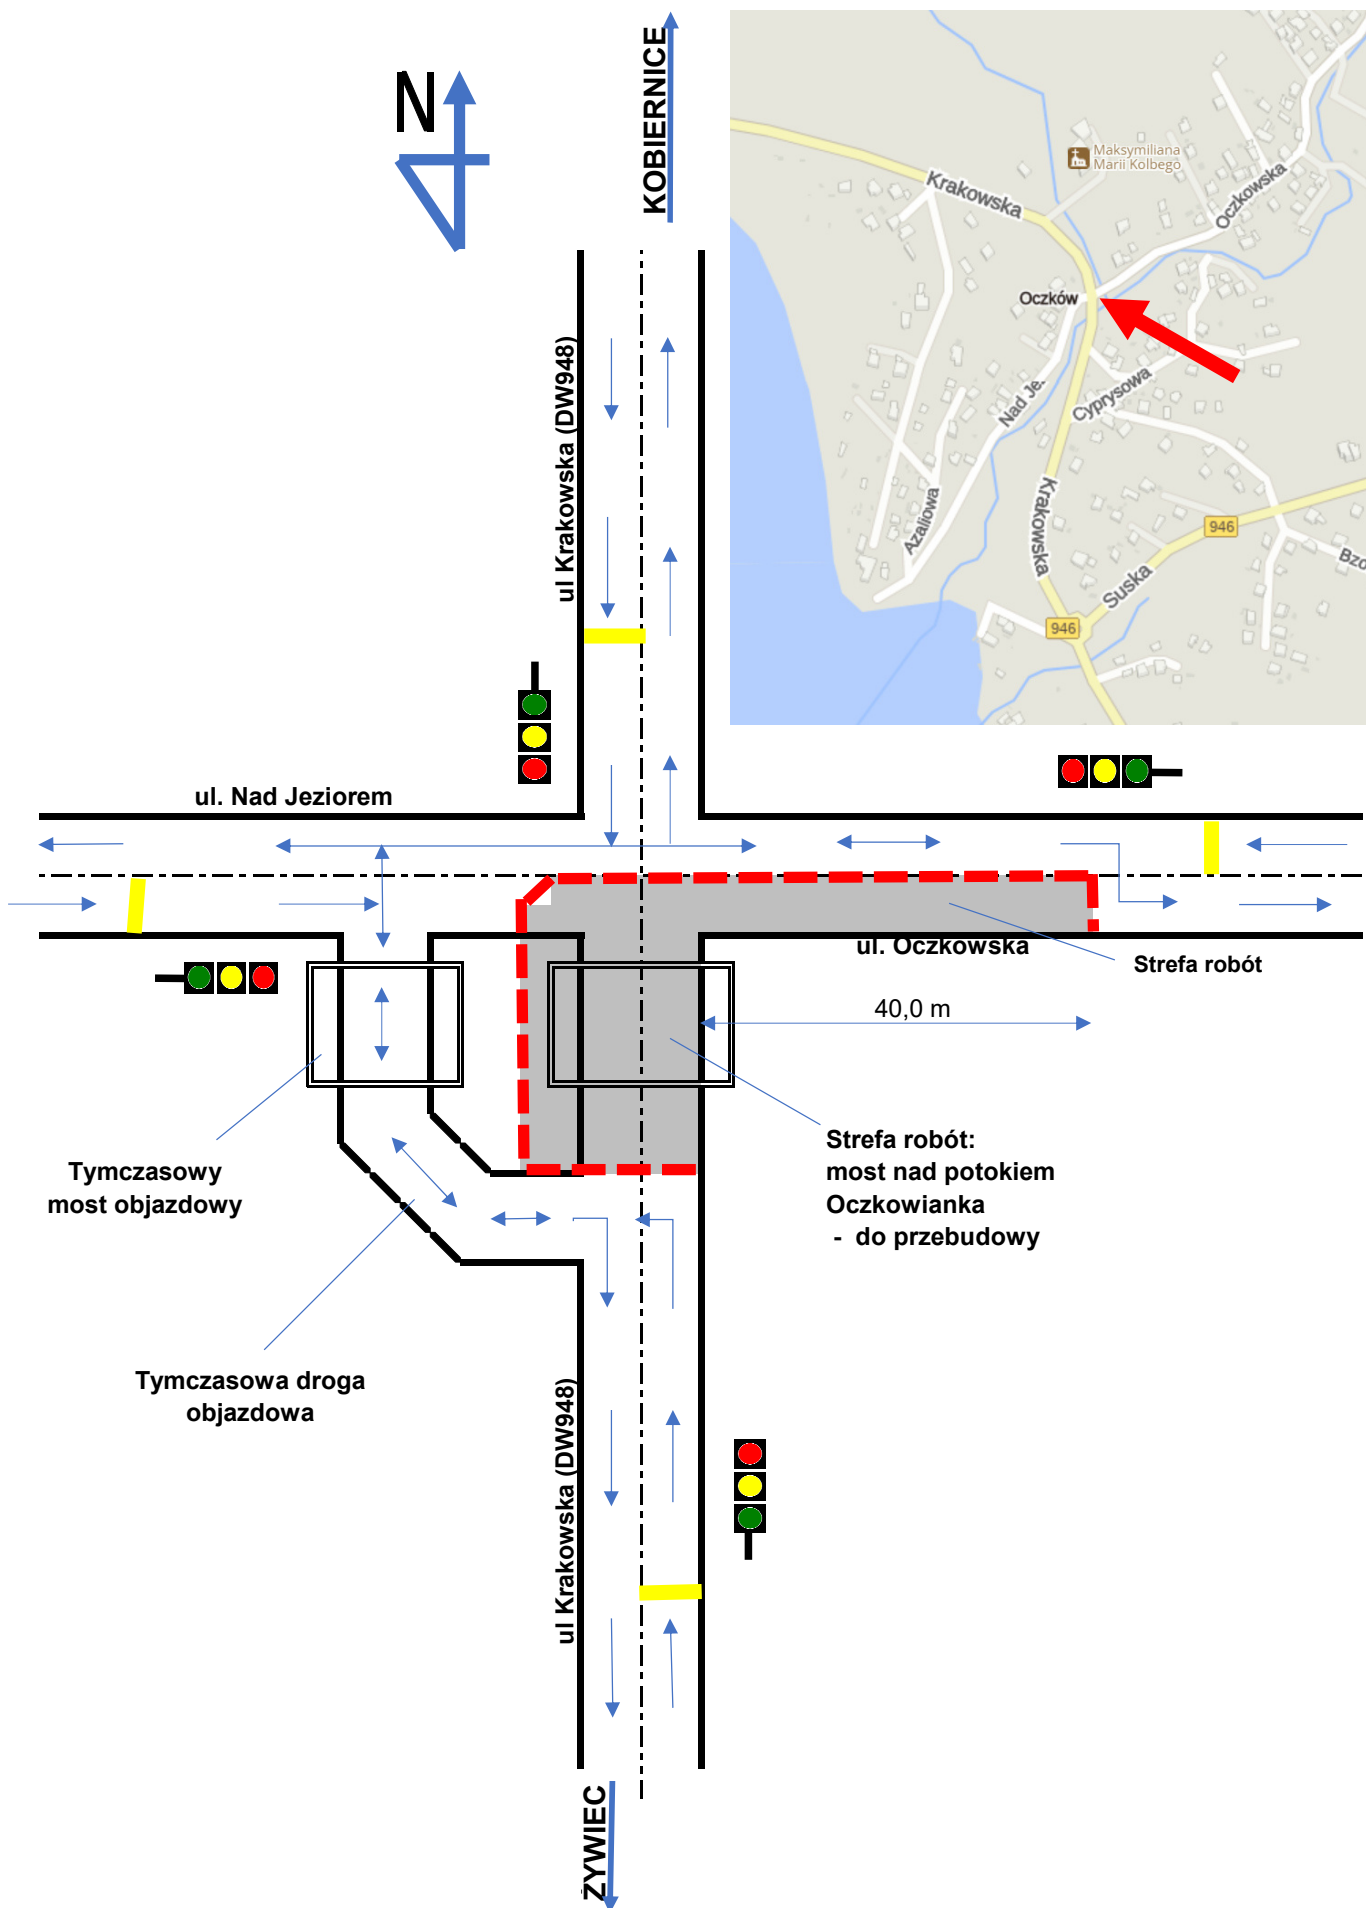 N
KOBIERNICE
Maksymiliana
Marii Kolbego
Krakowska
Oczkowska
Oczków
Nad Je.
Cyprysowa
Azaliowa
Krakowska
946
Suska
Bzo
946
ul Krakowska (DW948)
ul. Nad Jeziorem
ul. Oczkowska
Strefa robót
40,0 m
Strefa robót:
most nad potokiem
Oczkowianka
- do przebudowy
Tymczasowy
most objazdowy
Tymczasowa droga
objazdowa
ul Krakowska (DW948)
ŻYWIEC